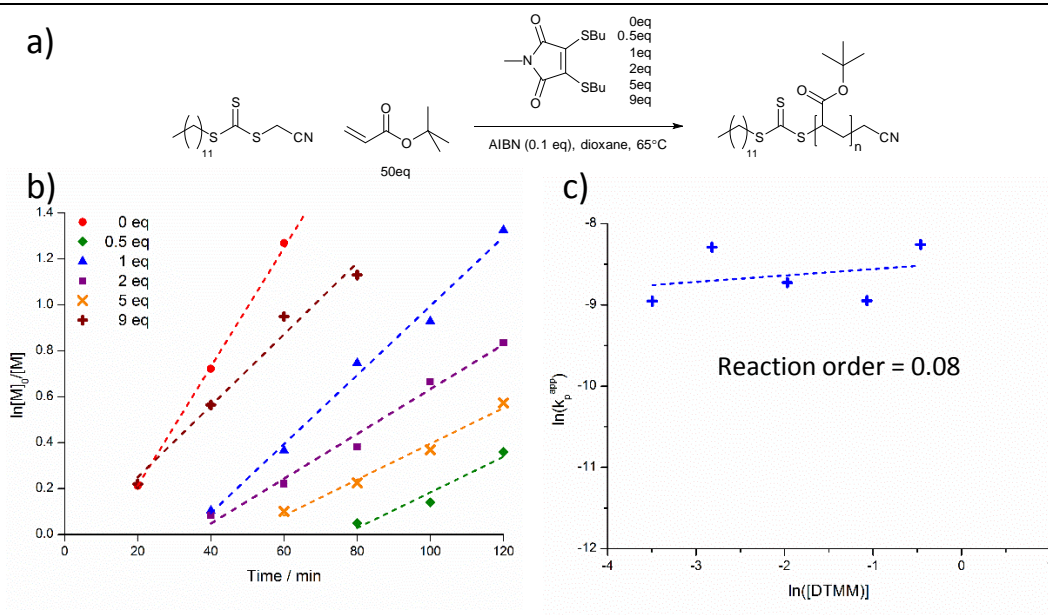 a)
O
N
O
SBu
SBu
0eq
0.5eq
1eq
2eq
5eq
9eq
S
S
S
CN
11
O
O
50eq
AIBN (0.1 eq), dioxane, 65°C
S
S
S
O
O
n
CN
11
b)
1.4
1.2
1.0
0.8
0.6
0.4
0.2
0.0
ln[M]0/[M]
0 eq
0.5 eq
1 eq
2 eq
5 eq
9 eq
0 20 40 60 80 100 120
Time / min
c)
-8
-9
-10
-11
-12
ln(kp^app)
Reaction order = 0.08
-4 -3 -2 -1 0
ln([DTMM)]